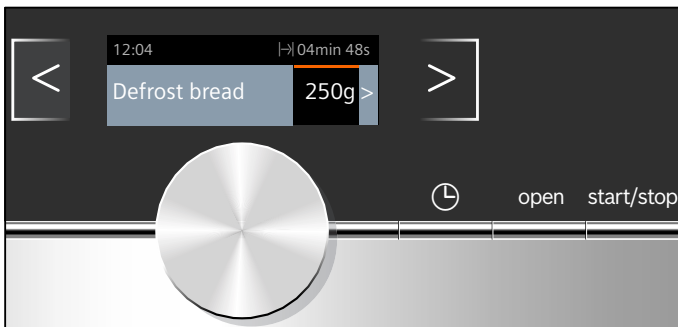 12:04 04min 48s
Defrost bread 250g >
< >
open start/stop